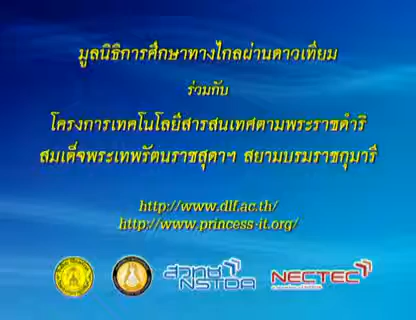 มูลนิธิการศึกษาทางไกลผ่านดาวเทียม
ร่วมกับ
โครงการเทคโนโลยีสารสนเทศตามพระราชดำริ
สมเด็จพระเทพรัตนราชสุดาฯ สยามบรมราชกุมารี
http://www.dlf.ac.th/
http://www.princess-it.org/
สวทช
NSTDA
NECTEC